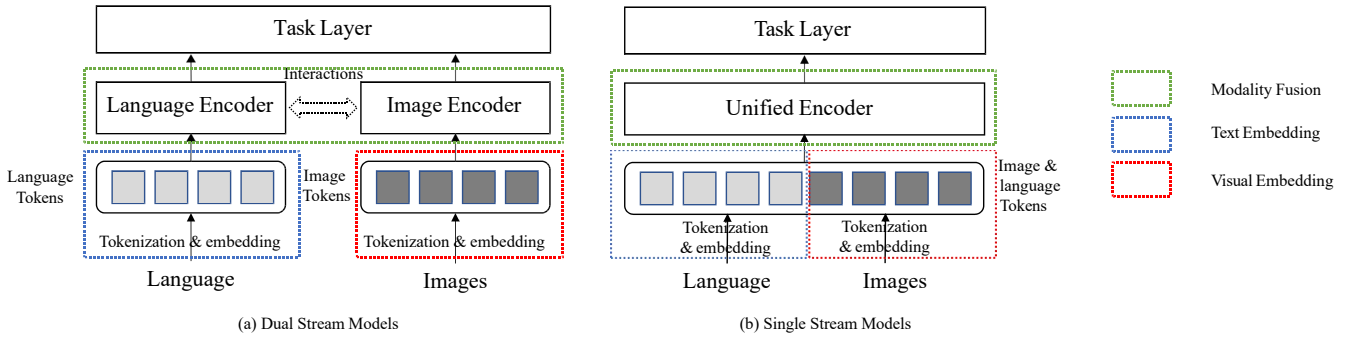 Task Layer
Interactions
Language Encoder
Image Encoder
Language
Tokens
Image
Tokens
Tokenization & embedding
Tokenization & embedding
Language
Images
(a) Dual Stream Models
Task Layer
Unified Encoder
Image &
language
Tokens
Tokenization
& embedding
Tokenization
& embedding
Language
Images
(b) Single Stream Models
Modality Fusion
Text Embedding
Visual Embedding